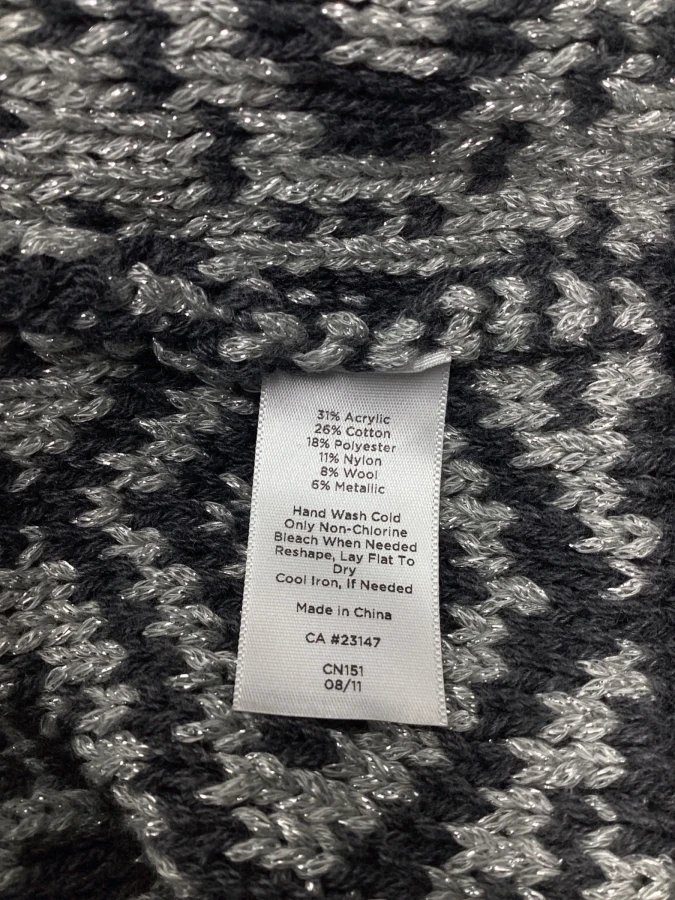 31% Acrylic
26% Cotton
18% Polyester
11% Nylon
8% Wool
6% Metallic
Hand Wash Cold
Only Non-Chlorine
Bleach When Needed
Reshape, Lay Flat To
Dry
Cool Iron, If Needed
Made in China
CA #23147
CN151
08/11